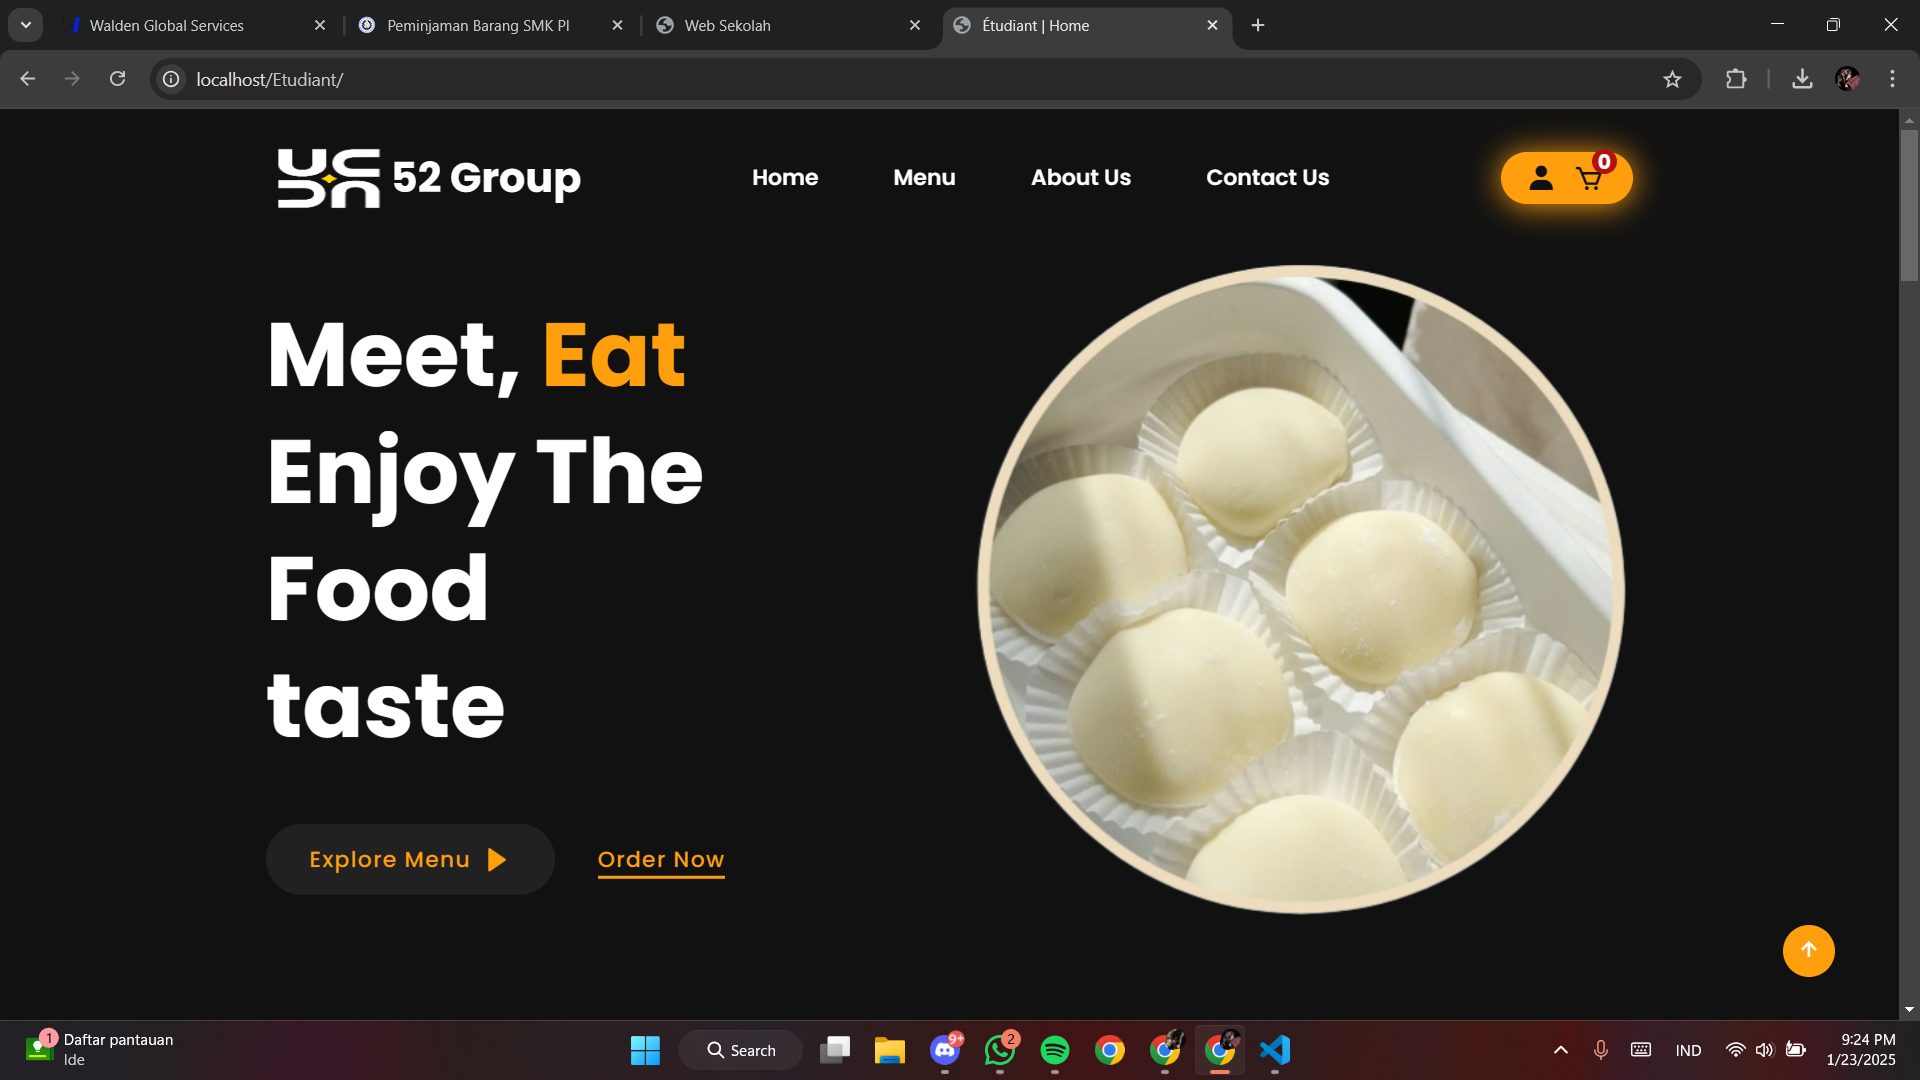 Walden Global Services
Peminjaman Barang SMK PI
Web Sekolah
Étudiant | Home
localhost/Etudiant/
52 Group
Home
Menu
About Us
Contact Us
0
Meet, Eat
Enjoy The
Food
taste
Explore Menu
Order Now
1
Daftar pantauan
Ide
Search
9+
2
IND
9:24 PM
1/23/2025